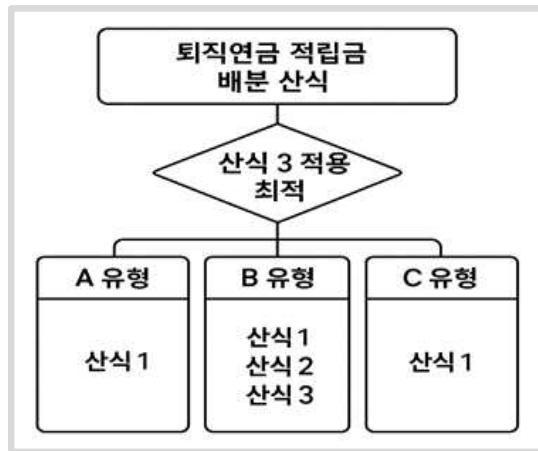 퇴직연금 적립금
배분 산식
산식 3 적용
최적
A 유형
산식 1
B 유형
산식 1
산식 2
산식 3
C 유형
산식 1